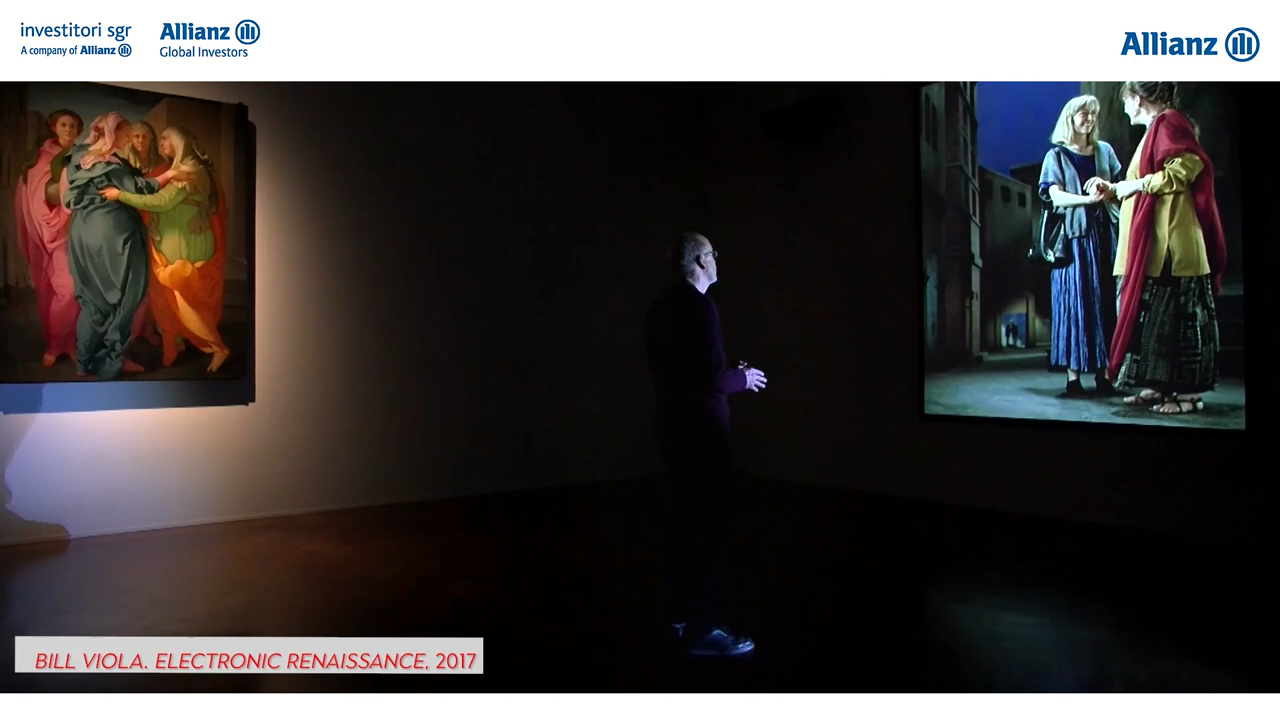 investitori sgr
A company of Allianz
Allianz
Global Investors
Allianz
BILL VIOLA. ELECTRONIC RENAISSANCE. 2017